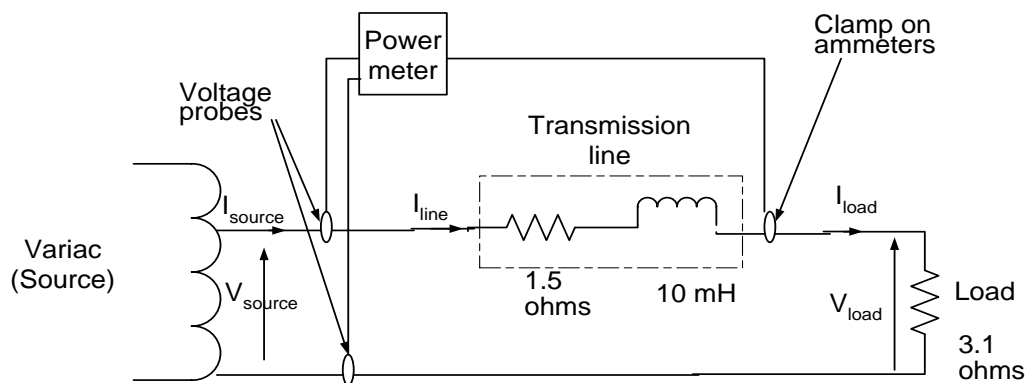 Power
meter
Clamp on
ammeters
Voltage
probes
Transmission
line
I_source
I_line
I_load
Variac
(Source)
V_source
1.5
ohms
10 mH
V_load
Load
3.1
ohms